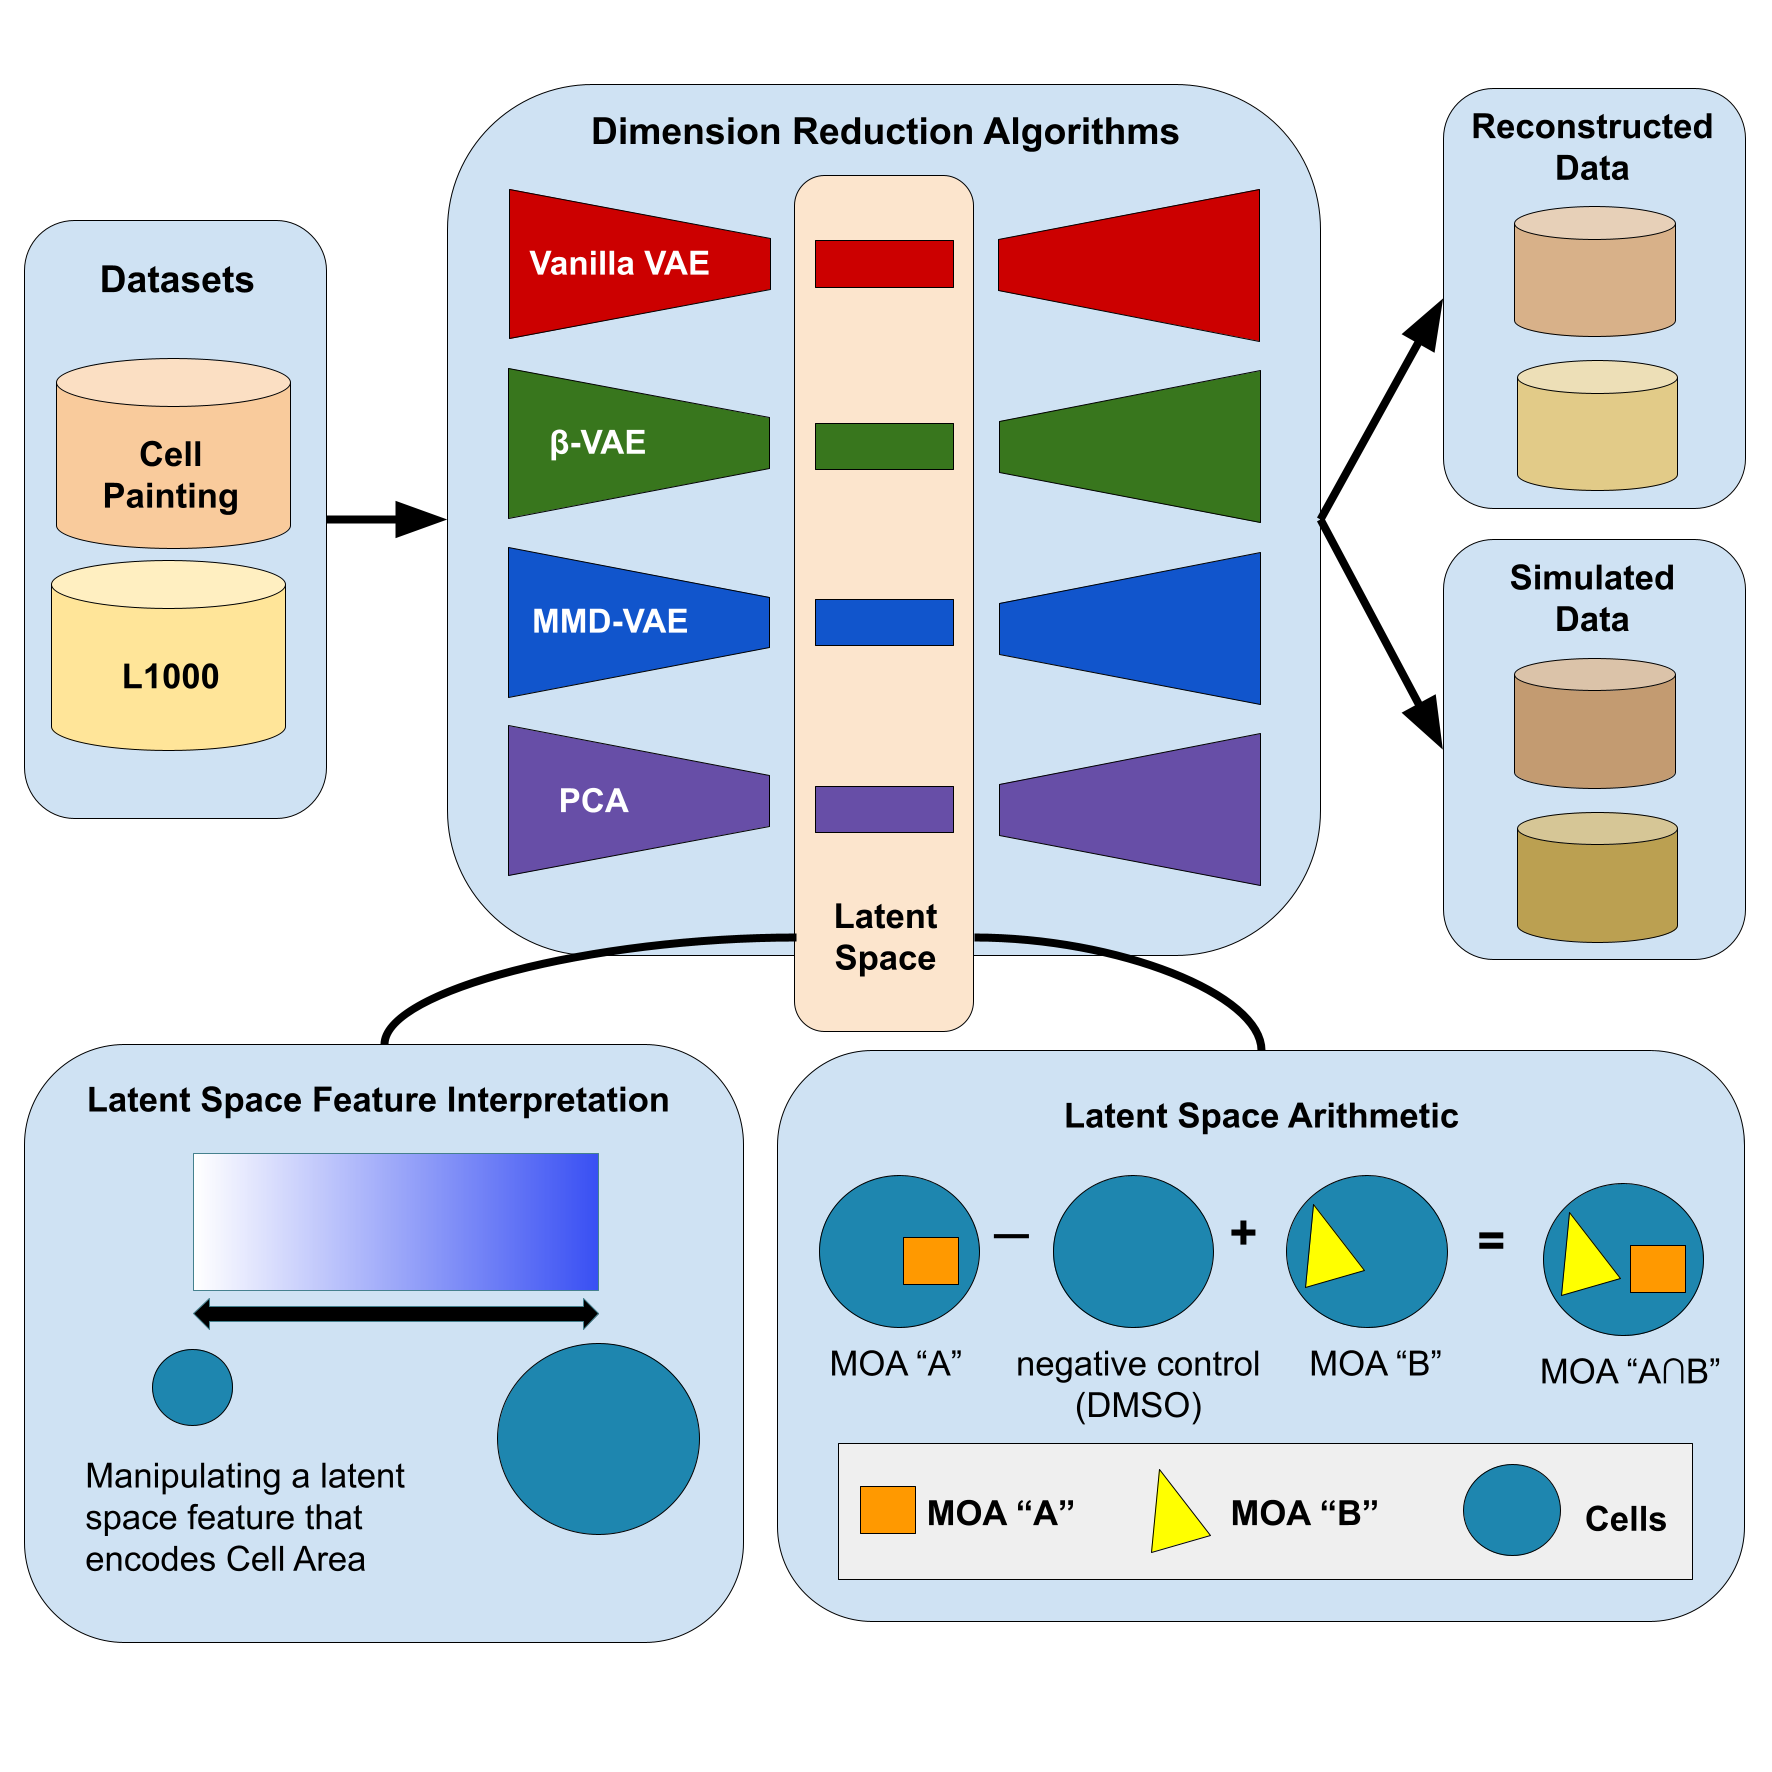 Datasets
Cell
Painting
L1000
Dimension Reduction Algorithms
Vanilla VAE
β-VAE
MMD-VAE
PCA
Latent
Space
Reconstructed
Data
Simulated
Data
Latent Space Feature Interpretation
Manipulating a latent
space feature that
encodes Cell Area
Latent Space Arithmetic
— + =
MOA “A” negative control MOA “B” MOA “A∩B”
(DMSO)
MOA “A” MOA “B” Cells